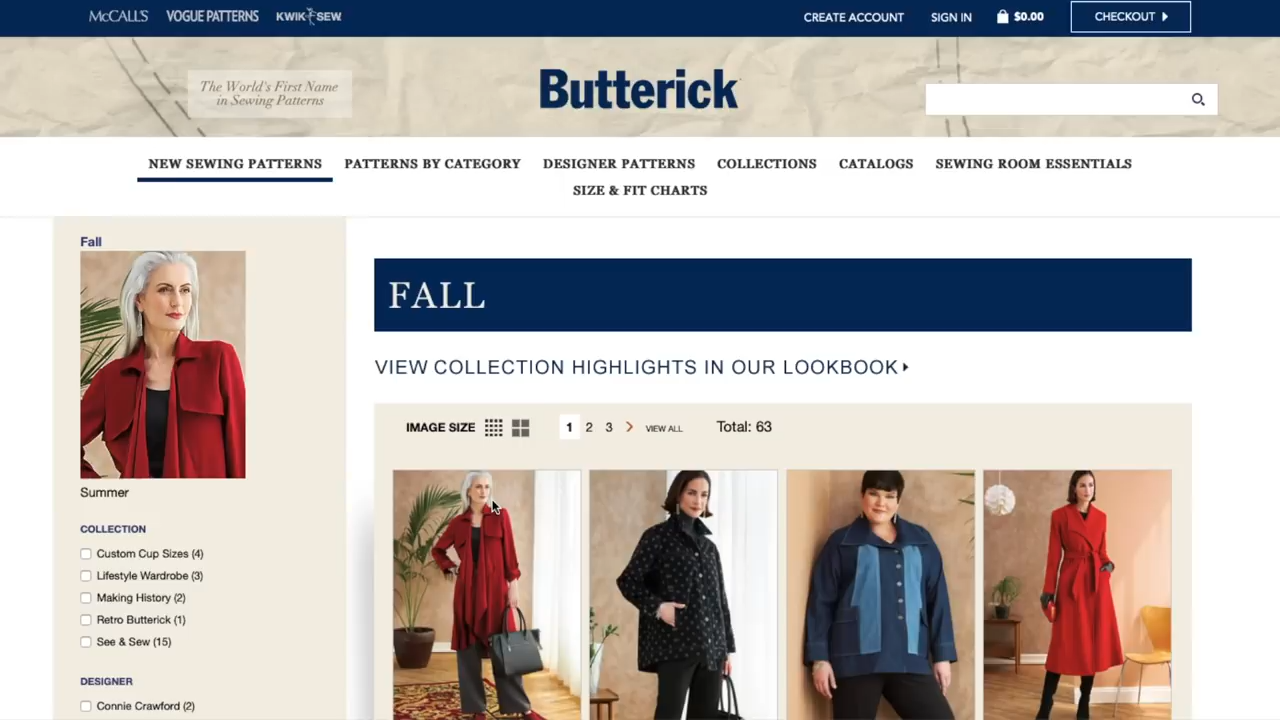 McCALL'S VOGUE PATTERNS KWIK SEW CREATE ACCOUNT SIGN IN $0.00 CHECKOUT
The World's First Name
in Sewing Patterns
Butterick
NEW SEWING PATTERNS PATTERNS BY CATEGORY DESIGNER PATTERNS COLLECTIONS CATALOGS SEWING ROOM ESSENTIALS
SIZE & FIT CHARTS
Fall
Summer
COLLECTION
Custom Cup Sizes (4)
Lifestyle Wardrobe (3)
Making History (2)
Retro Butterick (1)
See & Sew (15)
DESIGNER
Connie Crawford (2)
FALL
VIEW COLLECTION HIGHLIGHTS IN OUR LOOKBOOK
IMAGE SIZE 1 2 3 VIEW ALL Total: 63